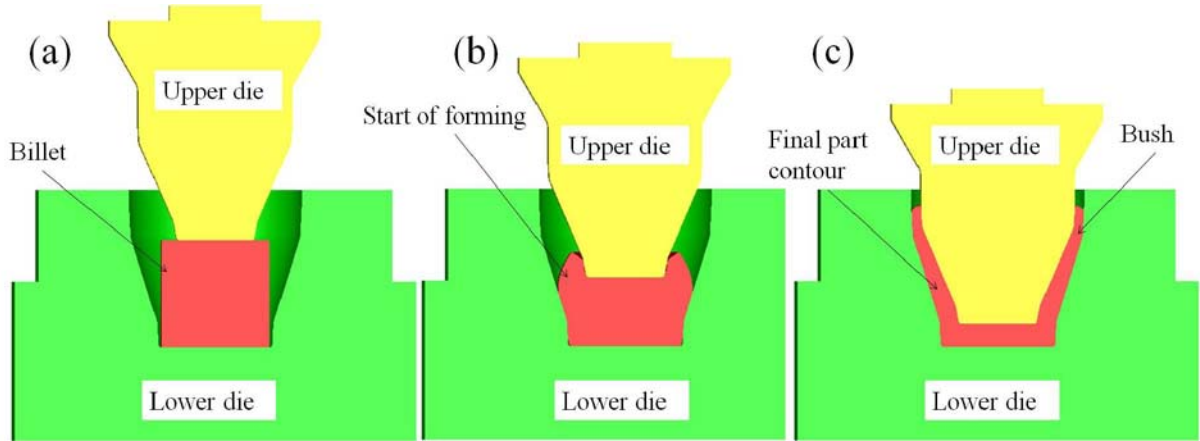 (a)
Upper die
Billet
Lower die
(b)
Start of forming
Upper die
Lower die
(c)
Upper die
Final part
contour
Bush
Lower die